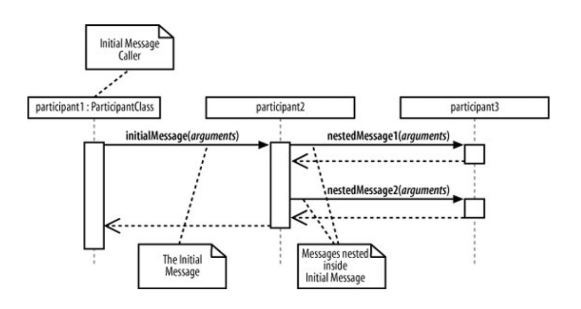 Initial Message
Caller
participant1 : ParticipantClass
participant2
participant3
initialMessage(arguments)
nestedMessage1(arguments)
nestedMessage2(arguments)
The Initial
Message
Messages nested
inside
Initial Message